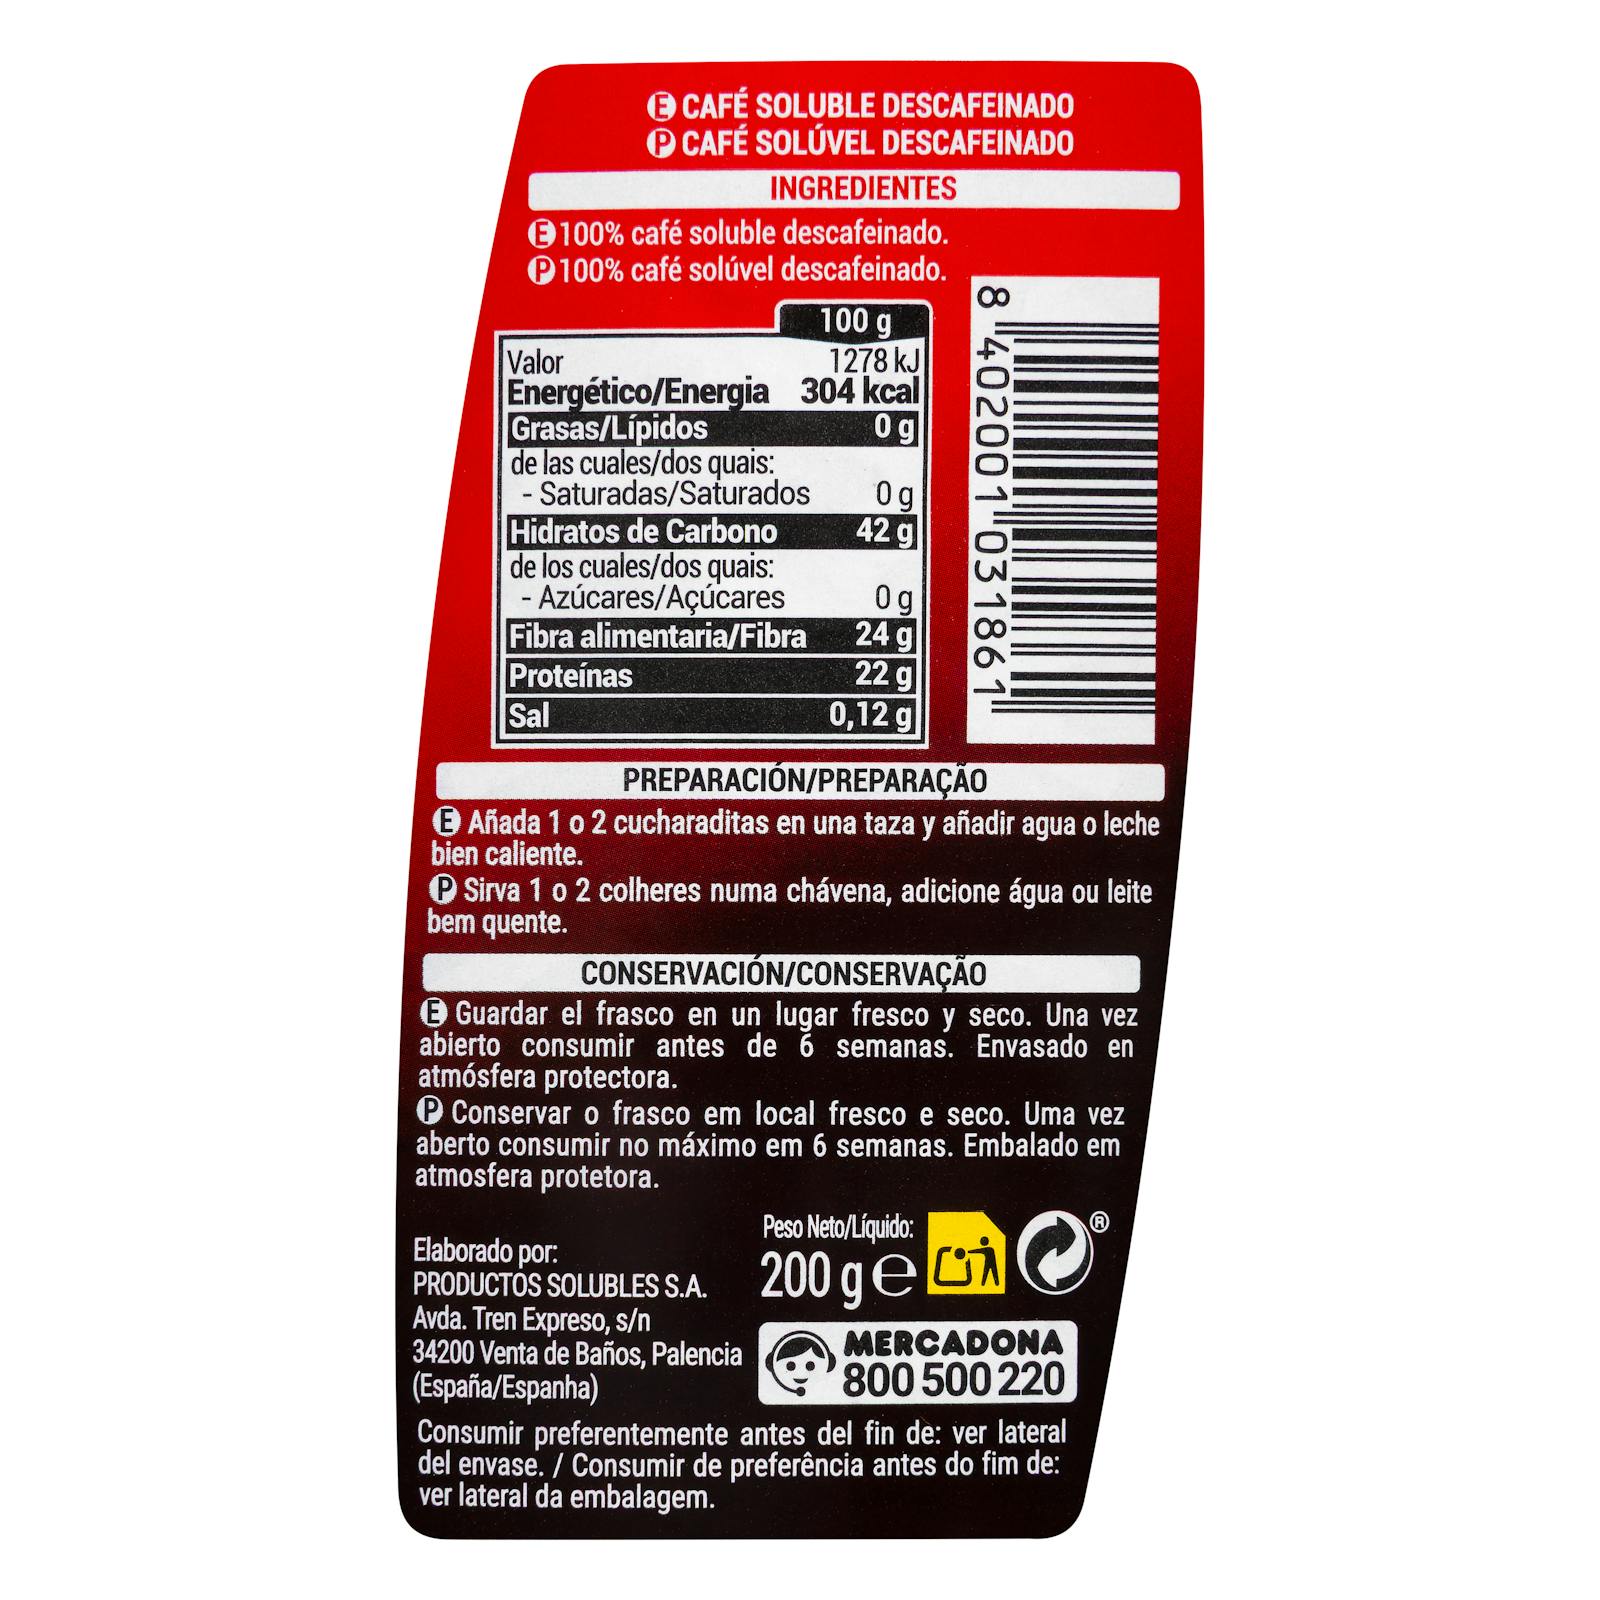 E CAFÉ SOLUBLE DESCAFEINADO
P CAFÉ SOLÚVEL DESCAFEINADO
INGREDIENTES
E 100% café soluble descafeinado.
P 100% café solúvel descafeinado.
100 g
Valor 1278 kJ
Energético/Energia 304 kcal
Grasas/Lípidos 0 g
de las cuales/dos quais:
- Saturadas/Saturados 0 g
Hidratos de Carbono 42 g
de los cuales/dos quais:
- Azúcares/Açúcares 0 g
Fibra alimentaria/Fibra 24 g
Proteínas 22 g
Sal 0,12 g
8 402001 031861
PREPARACIÓN/PREPARAÇÃO
E Añada 1 o 2 cucharaditas en una taza y añadir agua o leche
bien caliente.
P Sirva 1 o 2 colheres numa chávena, adicione água ou leite
bem quente.
CONSERVACIÓN/CONSERVAÇÃO
E Guardar el frasco en un lugar fresco y seco. Una vez
abierto consumir antes de 6 semanas. Envasado en
atmósfera protectora.
P Conservar o frasco em local fresco e seco. Uma vez
aberto consumir no máximo em 6 semanas. Embalado em
atmosfera protetora.
Elaborado por:
PRODUCTOS SOLUBLES S.A.
Avda. Tren Expreso, s/n
34200 Venta de Baños, Palencia
(España/Espanha)
Peso Neto/Líquido:
200 g e
®
MERCADONA
800 500 220
Consumir preferentemente antes del fin de: ver lateral
del envase. / Consumir de preferência antes do fim de:
ver lateral da embalagem.